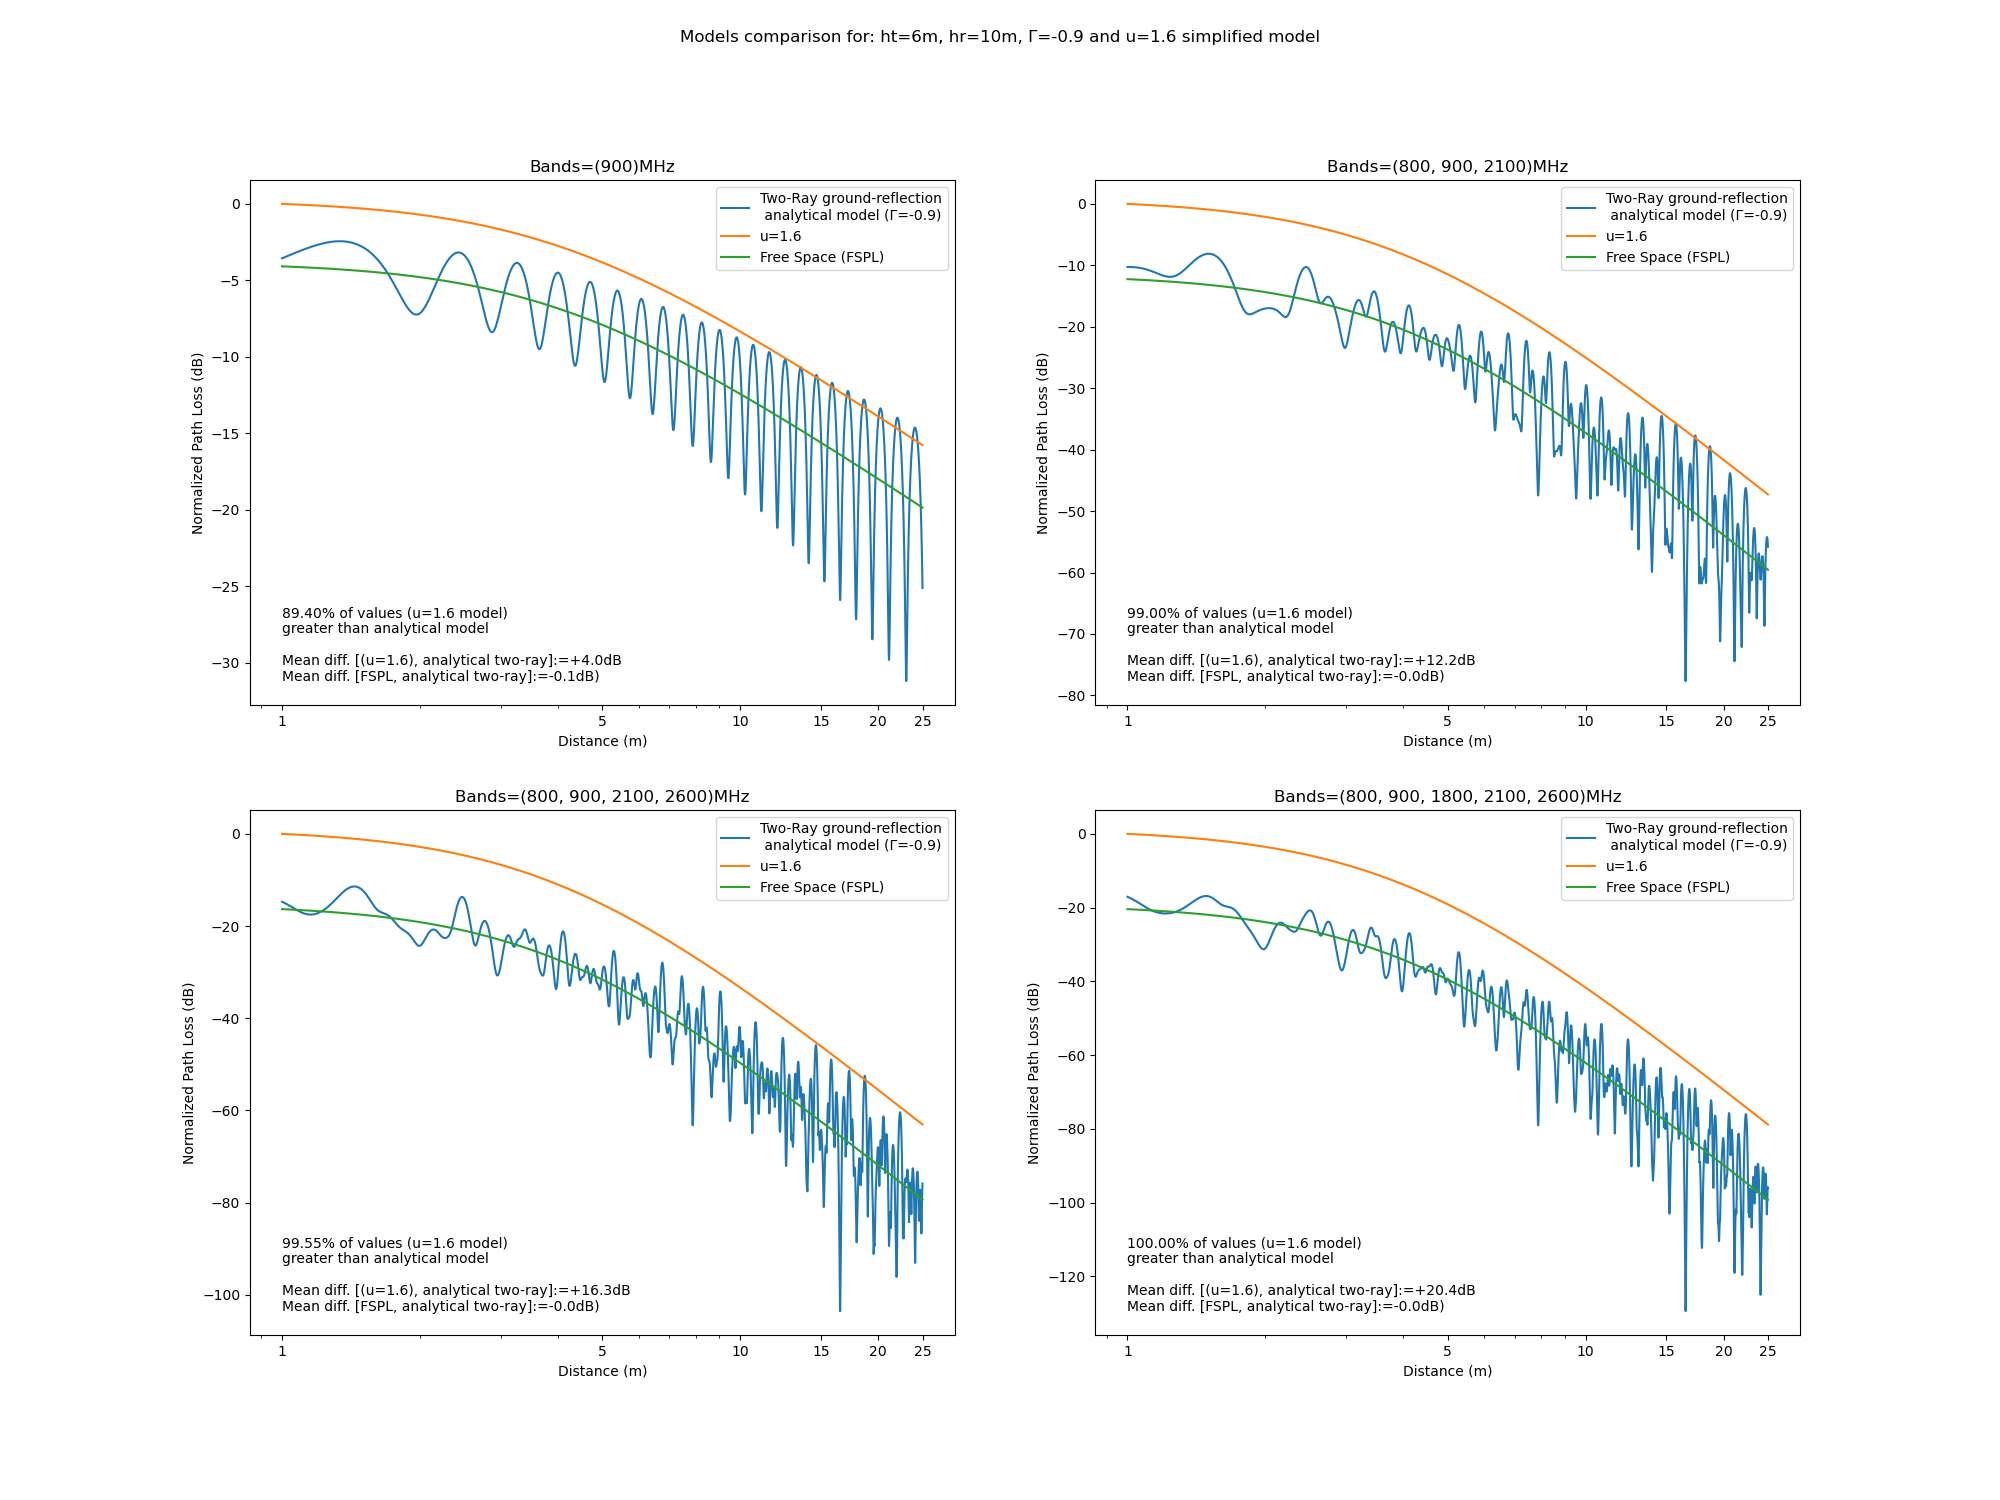 Models comparison for: ht=6m, hr=10m, Γ=-0.9 and u=1.6 simplified model
Bands=(900)MHz
Two-Ray ground-reflection
analytical model (Γ=-0.9)
u=1.6
Free Space (FSPL)
Normalized Path Loss (dB)
0
−5
−10
−15
−20
−25
−30
89.40% of values (u=1.6 model)
greater than analytical model
Mean diff. [(u=1.6), analytical two-ray]:=+4.0dB
Mean diff. [FSPL, analytical two-ray]:=-0.1dB)
1 5 10 15 20 25
Distance (m)
Bands=(800, 900, 2100)MHz
Two-Ray ground-reflection
analytical model (Γ=-0.9)
u=1.6
Free Space (FSPL)
Normalized Path Loss (dB)
0
−10
−20
−30
−40
−50
−60
−70
−80
99.00% of values (u=1.6 model)
greater than analytical model
Mean diff. [(u=1.6), analytical two-ray]:=+12.2dB
Mean diff. [FSPL, analytical two-ray]:=-0.0dB)
1 5 10 15 20 25
Distance (m)
Bands=(800, 900, 2100, 2600)MHz
Two-Ray ground-reflection
analytical model (Γ=-0.9)
u=1.6
Free Space (FSPL)
Normalized Path Loss (dB)
0
−20
−40
−60
−80
−100
99.55% of values (u=1.6 model)
greater than analytical model
Mean diff. [(u=1.6), analytical two-ray]:=+16.3dB
Mean diff. [FSPL, analytical two-ray]:=-0.0dB)
1 5 10 15 20 25
Distance (m)
Bands=(800, 900, 1800, 2100, 2600)MHz
Two-Ray ground-reflection
analytical model (Γ=-0.9)
u=1.6
Free Space (FSPL)
Normalized Path Loss (dB)
0
−20
−40
−60
−80
−100
−120
100.00% of values (u=1.6 model)
greater than analytical model
Mean diff. [(u=1.6), analytical two-ray]:=+20.4dB
Mean diff. [FSPL, analytical two-ray]:=-0.0dB)
1 5 10 15 20 25
Distance (m)